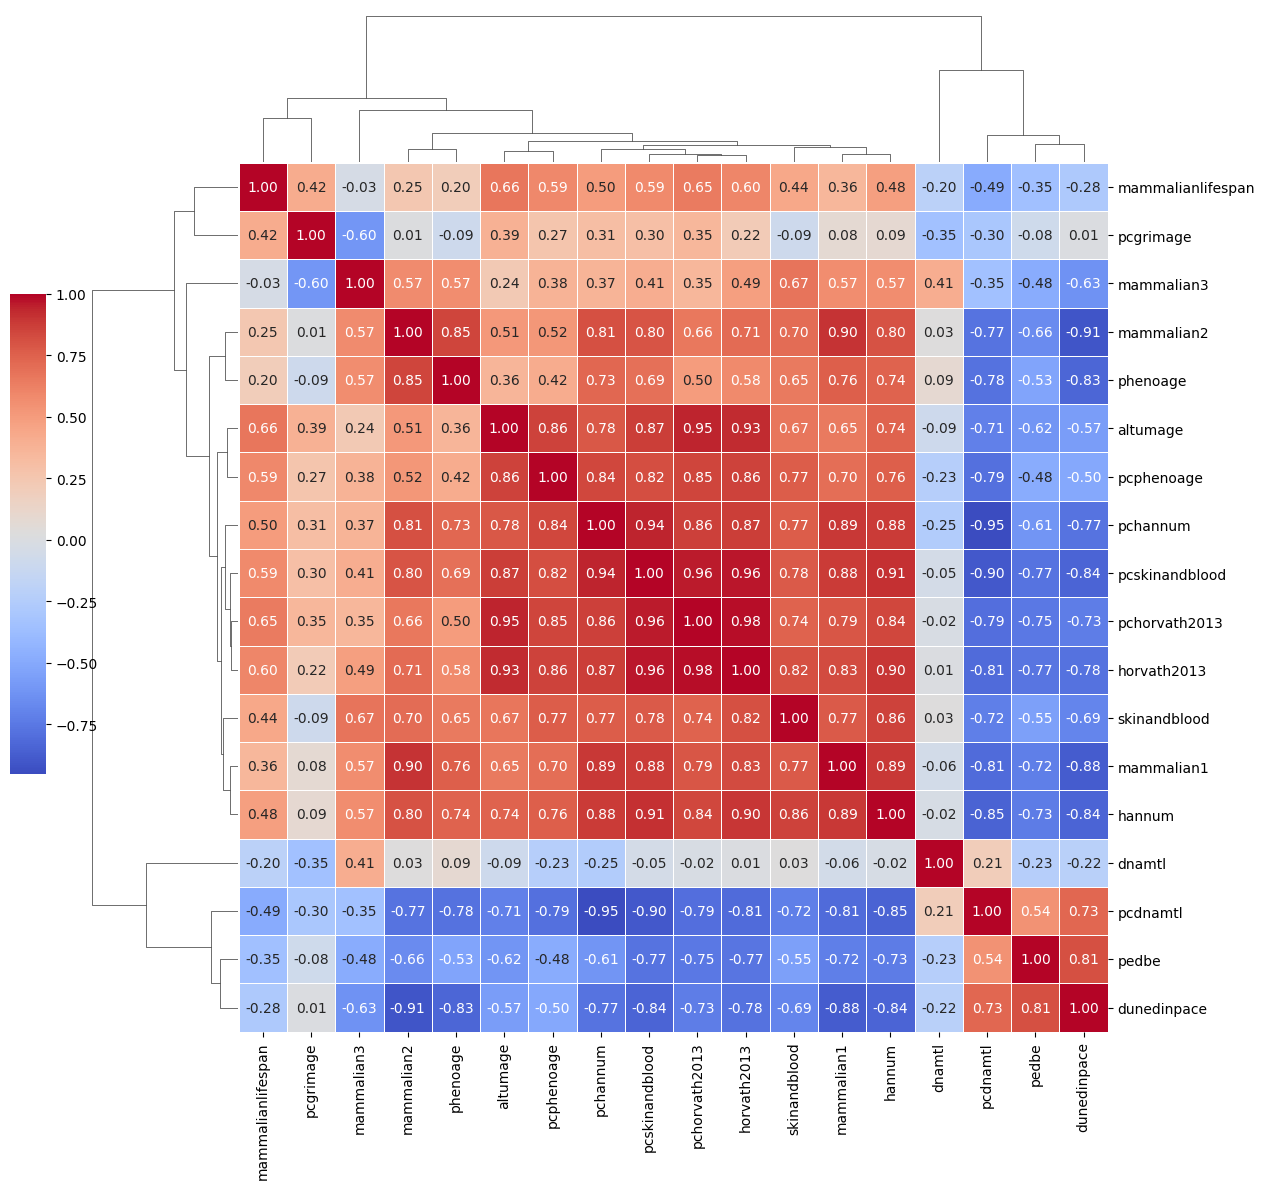 1.00 0.42 -0.03 0.25 0.20 0.66 0.59 0.50 0.59 0.65 0.60 0.44 0.36 0.48 -0.20 -0.49 -0.35 -0.28 mammalianlifespan
0.42 1.00 -0.60 0.01 -0.09 0.39 0.27 0.31 0.30 0.35 0.22 -0.09 0.08 0.09 -0.35 -0.30 -0.08 0.01 pcgrimage
-0.03 -0.60 1.00 0.57 0.57 0.24 0.38 0.37 0.41 0.35 0.49 0.67 0.57 0.57 0.41 -0.35 -0.48 -0.63 mammalian3
0.25 0.01 0.57 1.00 0.85 0.51 0.52 0.81 0.80 0.66 0.71 0.70 0.90 0.80 0.03 -0.77 -0.66 -0.91 mammalian2
0.20 -0.09 0.57 0.85 1.00 0.36 0.42 0.73 0.69 0.50 0.58 0.65 0.76 0.74 0.09 -0.78 -0.53 -0.83 phenoage
0.66 0.39 0.24 0.51 0.36 1.00 0.86 0.78 0.87 0.95 0.93 0.67 0.65 0.74 -0.09 -0.71 -0.62 -0.57 altumage
0.59 0.27 0.38 0.52 0.42 0.86 1.00 0.84 0.82 0.85 0.86 0.77 0.70 0.76 -0.23 -0.79 -0.48 -0.50 pcphenoage
0.50 0.31 0.37 0.81 0.73 0.78 0.84 1.00 0.94 0.86 0.87 0.77 0.89 0.88 -0.25 -0.95 -0.61 -0.77 pchannum
0.59 0.30 0.41 0.80 0.69 0.87 0.82 0.94 1.00 0.96 0.96 0.78 0.88 0.91 -0.05 -0.90 -0.77 -0.84 pcskinandblood
0.65 0.35 0.35 0.66 0.50 0.95 0.85 0.86 0.96 1.00 0.98 0.74 0.79 0.84 -0.02 -0.79 -0.75 -0.73 pchorvath2013
0.60 0.22 0.49 0.71 0.58 0.93 0.86 0.87 0.96 0.98 1.00 0.82 0.83 0.90 0.01 -0.81 -0.77 -0.78 horvath2013
0.44 -0.09 0.67 0.70 0.65 0.67 0.77 0.77 0.78 0.74 0.82 1.00 0.77 0.86 0.03 -0.72 -0.55 -0.69 skinandblood
0.36 0.08 0.57 0.90 0.76 0.65 0.70 0.89 0.88 0.79 0.83 0.77 1.00 0.89 -0.06 -0.81 -0.72 -0.88 mammalian1
0.48 0.09 0.57 0.80 0.74 0.74 0.76 0.88 0.91 0.84 0.90 0.86 0.89 1.00 -0.02 -0.85 -0.73 -0.84 hannum
-0.20 -0.35 0.41 0.03 0.09 -0.09 -0.23 -0.25 -0.05 -0.02 0.01 0.03 -0.06 -0.02 1.00 0.21 -0.23 -0.22 dnamtl
-0.49 -0.30 -0.35 -0.77 -0.78 -0.71 -0.79 -0.95 -0.90 -0.79 -0.81 -0.72 -0.81 -0.85 0.21 1.00 0.54 0.73 pcdnamtl
-0.35 -0.08 -0.48 -0.66 -0.53 -0.62 -0.48 -0.61 -0.77 -0.75 -0.77 -0.55 -0.72 -0.73 -0.23 0.54 1.00 0.81 pedbe
-0.28 0.01 -0.63 -0.91 -0.83 -0.57 -0.50 -0.77 -0.84 -0.73 -0.78 -0.69 -0.88 -0.84 -0.22 0.73 0.81 1.00 dunedinpace
1.00
0.75
0.50
0.25
0.00
−0.25
−0.50
−0.75
mammalianlifespan
pcgrimage
mammalian3
mammalian2
phenoage
altumage
pcphenoage
pchannum
pcskinandblood
pchorvath2013
horvath2013
skinandblood
mammalian1
hannum
dnamtl
pcdnamtl
pedbe
dunedinpace